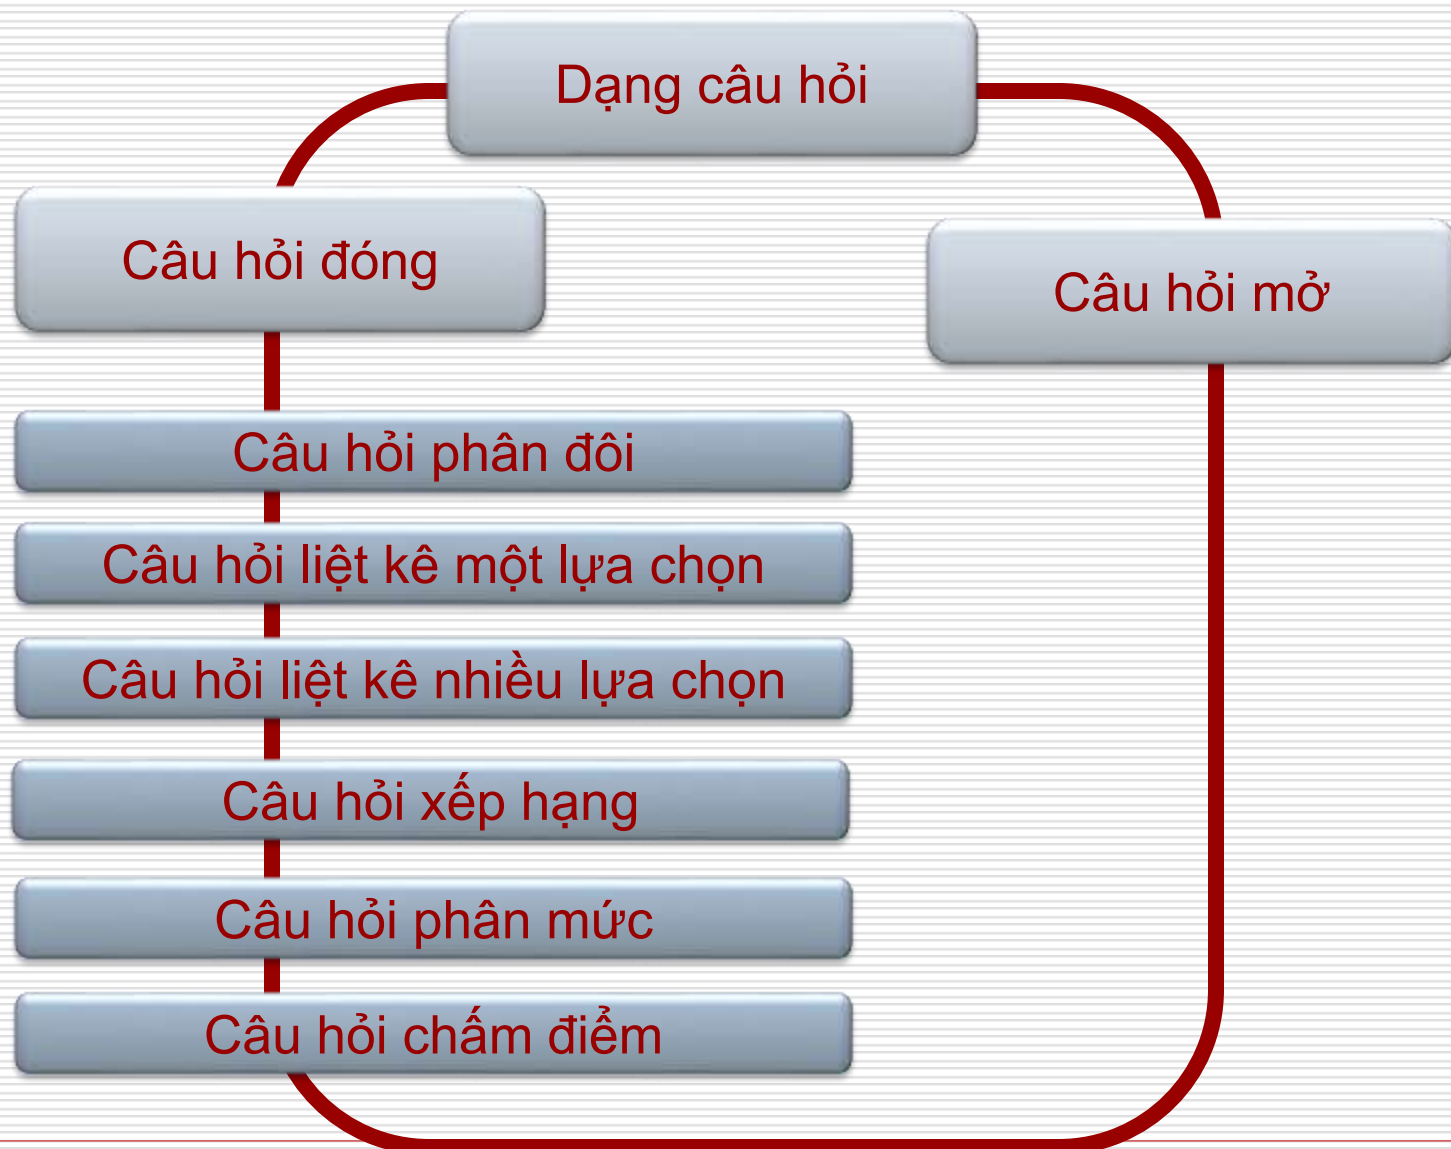 Dạng câu hỏi
Câu hỏi đóng
Câu hỏi mở
Câu hỏi phân đôi
Câu hỏi liệt kê một lựa chọn
Câu hỏi liệt kê nhiều lựa chọn
Câu hỏi xếp hạng
Câu hỏi phân mức
Câu hỏi chấm điểm